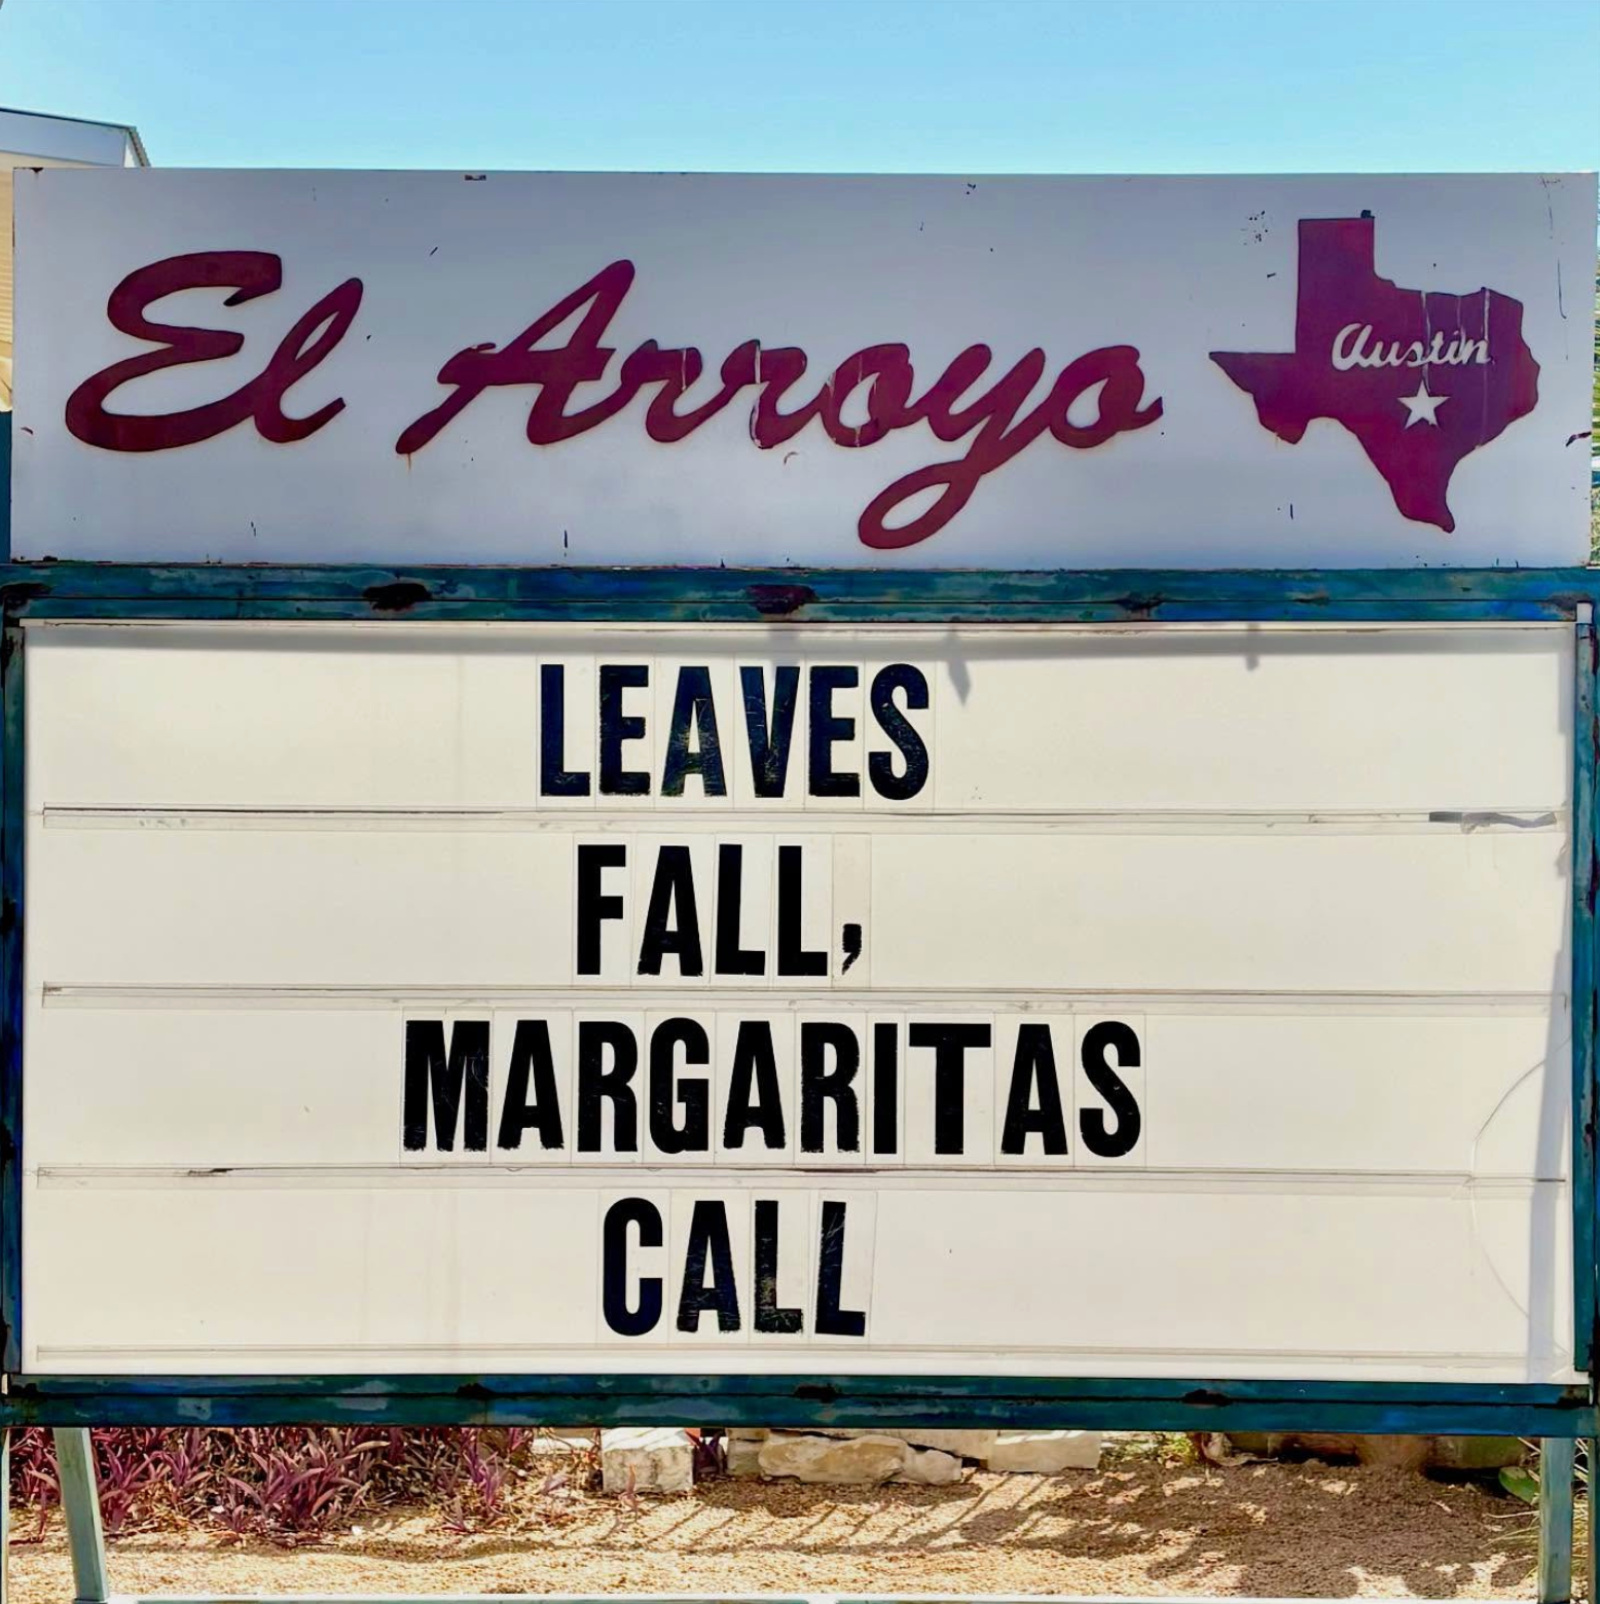 El Arroyo
Austin
LEAVES
FALL,
MARGARITAS
CALL